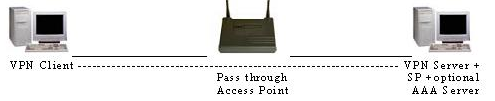 VPN Client
Pass through
Access Point
VPN Server +
SP + optional
AAA Server